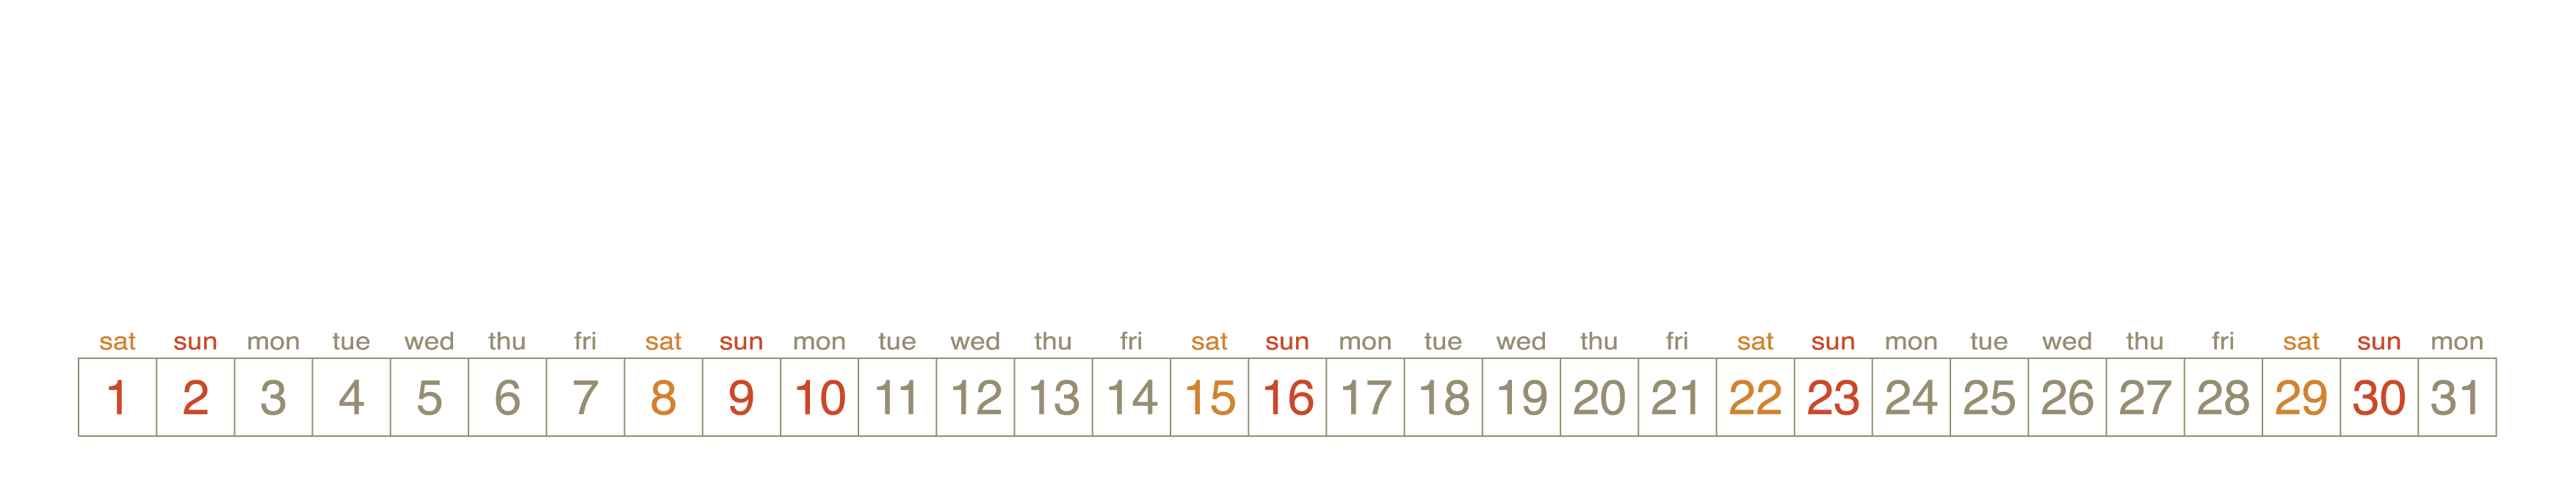 sat sun mon tue wed thu fri sat sun mon tue wed thu fri sat sun mon tue wed thu fri sat sun mon tue wed thu fri sat sun mon
1 2 3 4 5 6 7 8 9 10 11 12 13 14 15 16 17 18 19 20 21 22 23 24 25 26 27 28 29 30 31